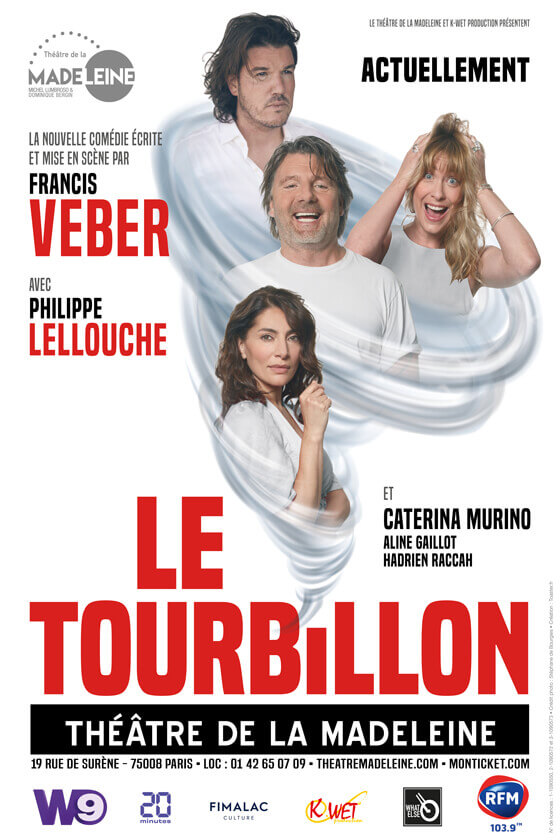 LE THÉÂTRE DE LA MADELEINE ET K-WET PRODUCTION PRÉSENTENT
Théâtre de la
MADELEINE
MICHEL LUMBROSO &
DOMINIQUE BERGIN
ACTUELLEMENT
LA NOUVELLE COMÉDIE ÉCRITE
ET MISE EN SCÈNE PAR
FRANCIS
VEBER
AVEC
PHILIPPE
LELLOUCHE
ET
CATERINA MURINO
ALINE GAILLOT
HADRIEN RACCAH
LE
TOURBiLLON
THÉÂTRE DE LA MADELEINE
19 RUE DE SURÈNE - 75008 PARIS • LOC : 01 42 65 07 09 • THEATREMADELEINE.COM • MONTICKET.COM
W9
20
minutes
FIMALAC
CULTURE
K-WET
PRODUCTION
WHAT
ELSE
RFM
103.9™